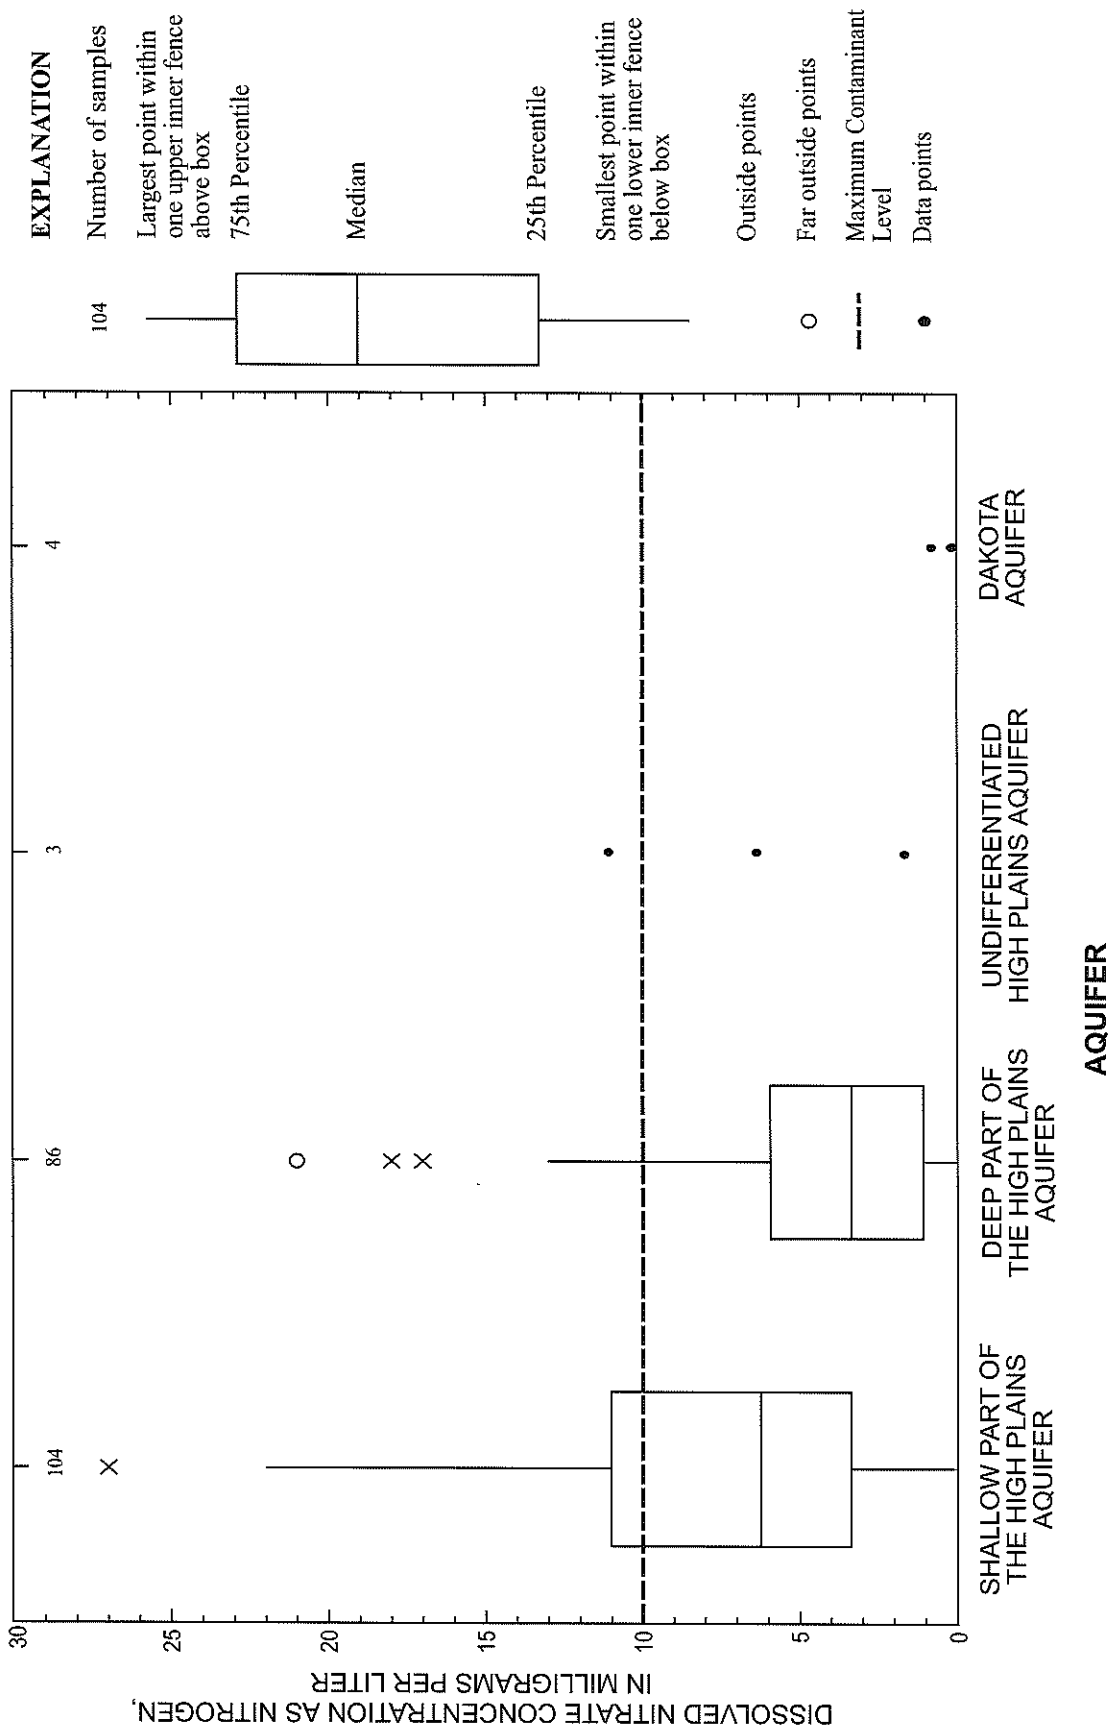 DISSOLVED NITRATE CONCENTRATION AS NITROGEN,
IN MILLIGRAMS PER LITER
30
25
20
15
10
5
0
104
86
3
4
SHALLOW PART OF
THE HIGH PLAINS
AQUIFER
DEEP PART OF
THE HIGH PLAINS
AQUIFER
UNDIFFERENTIATED
HIGH PLAINS AQUIFER
DAKOTA
AQUIFER
AQUIFER
EXPLANATION
104
Number of samples
Largest point within
one upper inner fence
above box
75th Percentile
Median
25th Percentile
Smallest point within
one lower inner fence
below box
Outside points
Far outside points
Maximum Contaminant
Level
Data points